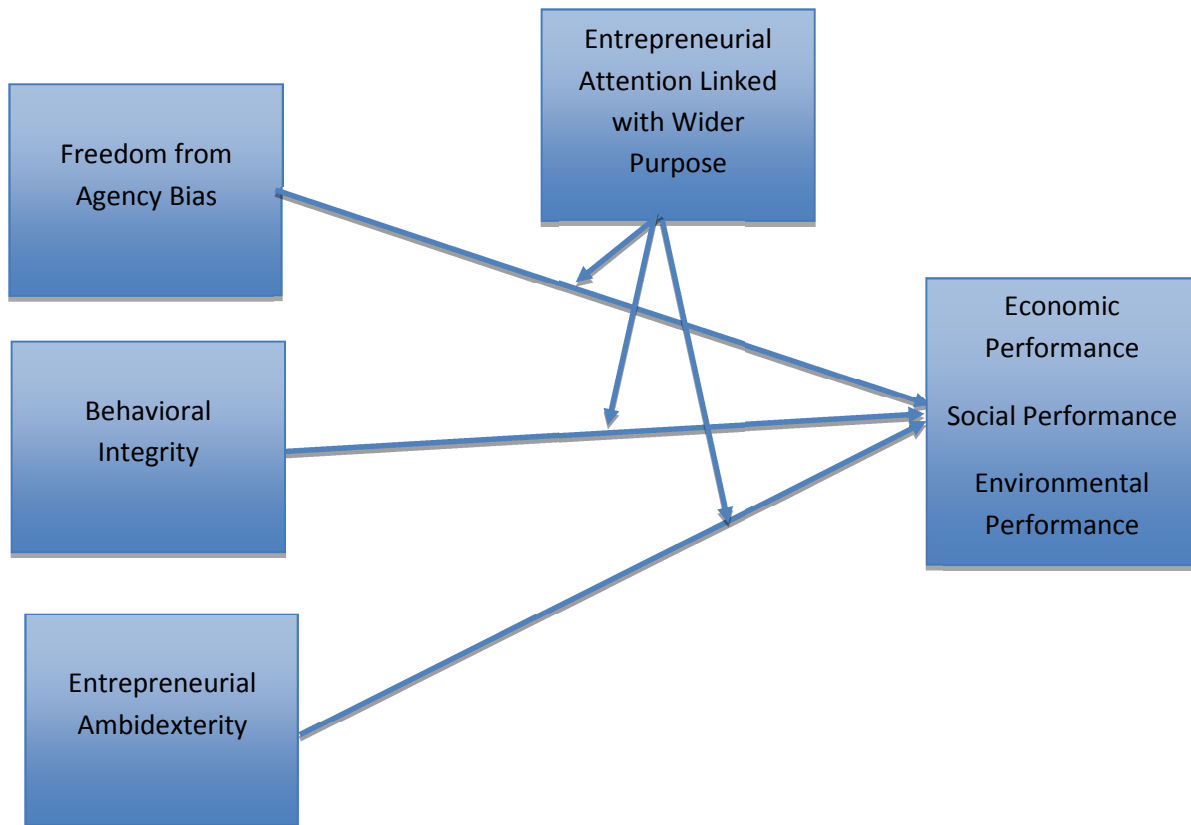 Entrepreneurial
Attention Linked
with Wider
Purpose
Freedom from
Agency Bias
Behavioral
Integrity
Entrepreneurial
Ambidexterity
Economic
Performance
Social Performance
Environmental
Performance